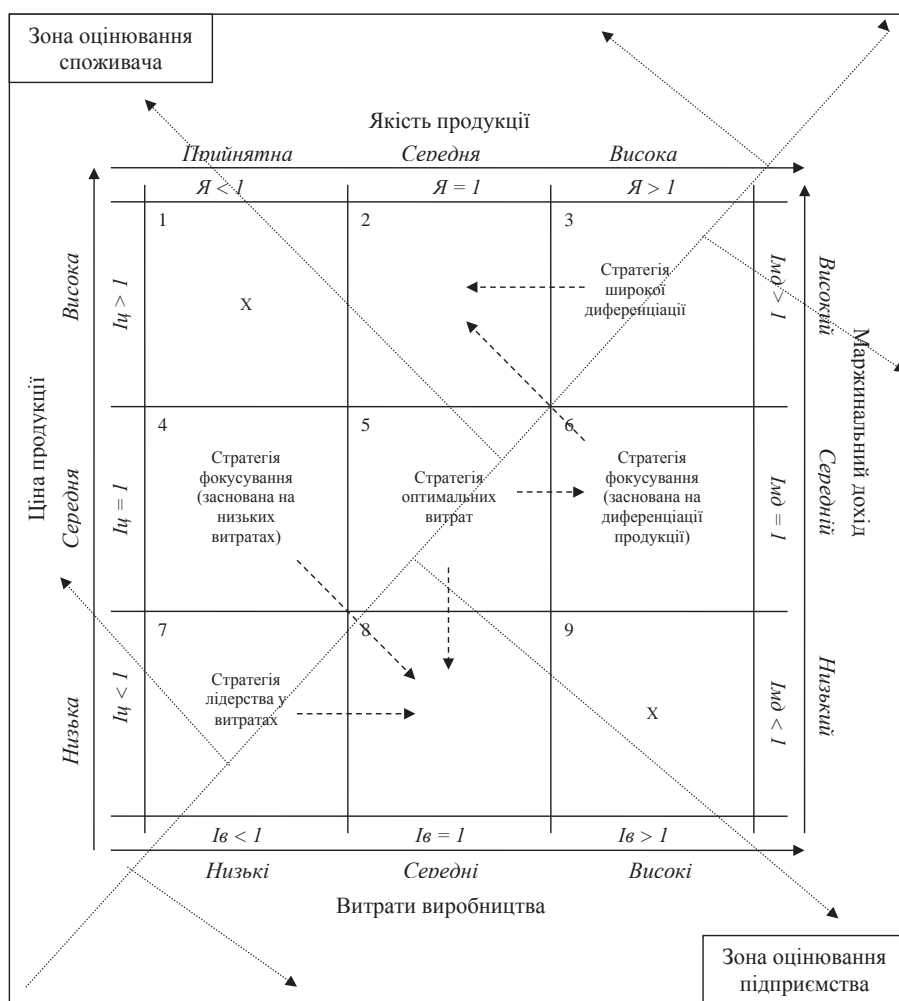 Зона оцінювання
споживача
Якість продукції
Прийнятна
Середня
Висока
Я < 1
Я = 1
Я > 1
Ціна продукції
Висока
Середня
Низька
Іц > 1
Іц = 1
Іц < 1
1
X
2
3
Стратегія
широкої
диференціації
4
Стратегія
фокусування
(заснована на
низьких
витратах)
5
Стратегія
оптимальних
витрат
6
Стратегія
фокусування
(заснована на
диференціації
продукції)
7
Стратегія
лідерства у
витратах
8
9
X
Імд > 1
Імд = 1
Імд < 1
Високий
Середній
Низький
Маржинальний дохід
Ів < 1
Ів = 1
Ів > 1
Низькі
Середні
Високі
Витрати виробництва
Зона оцінювання
підприємства